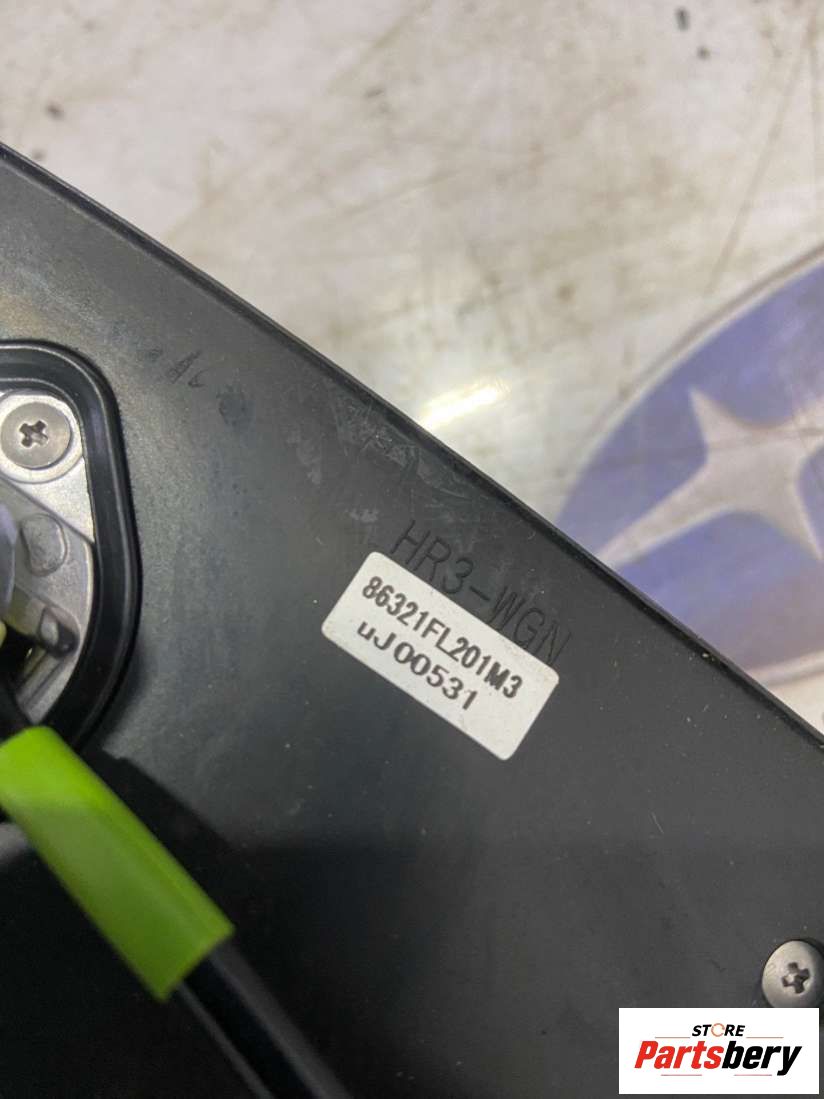 HR3-WGN
86321FL201M3
uJ00531
STORE
Partsbery